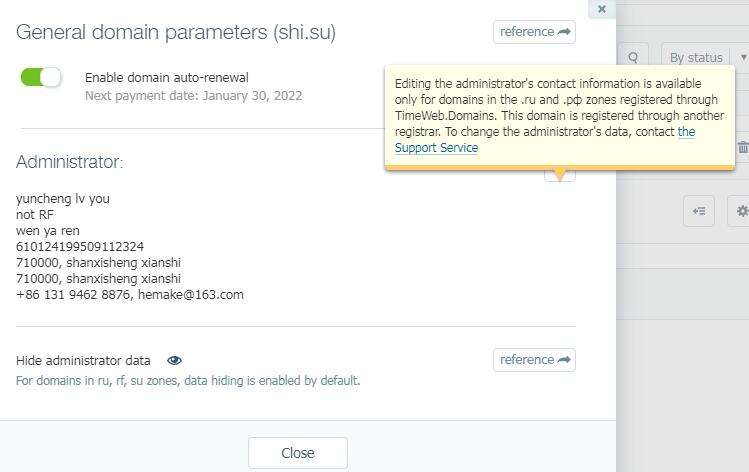 General domain parameters (shi.su)
reference
Enable domain auto-renewal
Next payment date: January 30, 2022
By status
Editing the administrator's contact information is available
only for domains in the .ru and .рф zones registered through
TimeWeb.Domains. This domain is registered through another
registrar. To change the administrator's data, contact the
Support Service
Administrator:
yuncheng lv you
not RF
wen ya ren
610124199509112324
710000, shanxisheng xianshi
710000, shanxisheng xianshi
+86 131 9462 8876, hemake@163.com
Hide administrator data
reference
For domains in ru, rf, su zones, data hiding is enabled by default.
Close